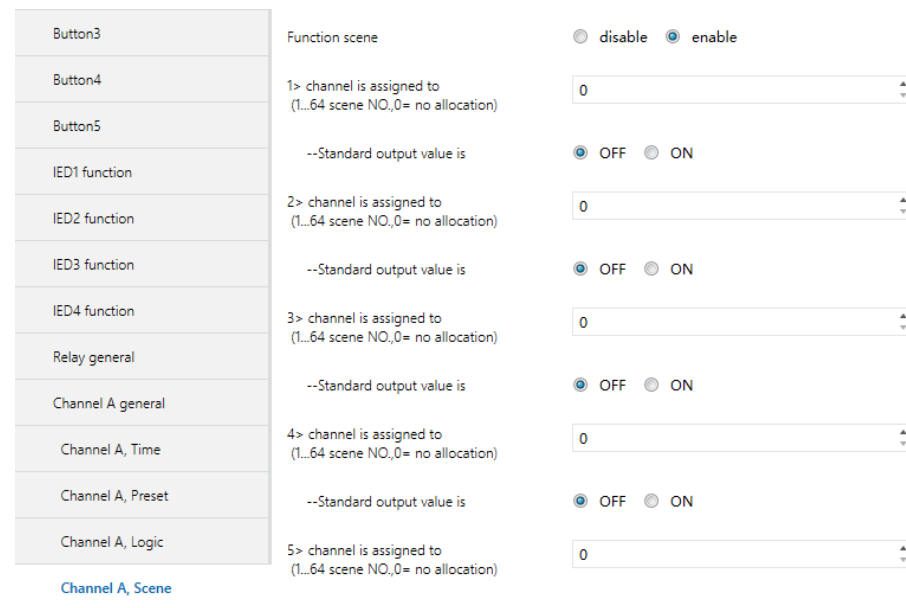 Button3
Button4
Button5
IED1 function
IED2 function
IED3 function
IED4 function
Relay general
Channel A general
Channel A, Time
Channel A, Preset
Channel A, Logic
Channel A, Scene
Function scene disable enable
1> channel is assigned to 0
(1...64 scene NO.,0= no allocation)
--Standard output value is OFF ON
2> channel is assigned to 0
(1...64 scene NO.,0= no allocation)
--Standard output value is OFF ON
3> channel is assigned to 0
(1...64 scene NO.,0= no allocation)
--Standard output value is OFF ON
4> channel is assigned to 0
(1...64 scene NO.,0= no allocation)
--Standard output value is OFF ON
5> channel is assigned to 0
(1...64 scene NO.,0= no allocation)